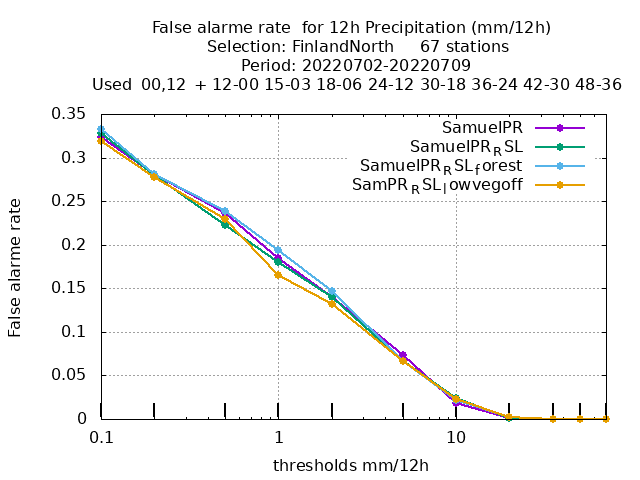 False alarme rate  for 12h Precipitation (mm/12h)
Selection: FinlandNorth     67 stations
Period: 20220702-20220709
Used  00,12  + 12-00 15-03 18-06 24-12 30-18 36-24 42-30 48-36
0.35
0.3
0.25
0.2
0.15
0.1
0.05
0
False alarme rate
SamuelPR
SamuelPR_RSL
SamuelPR_RSL_forest
SamPR_RSL_lowvegoff
0.1
1
10
thresholds mm/12h